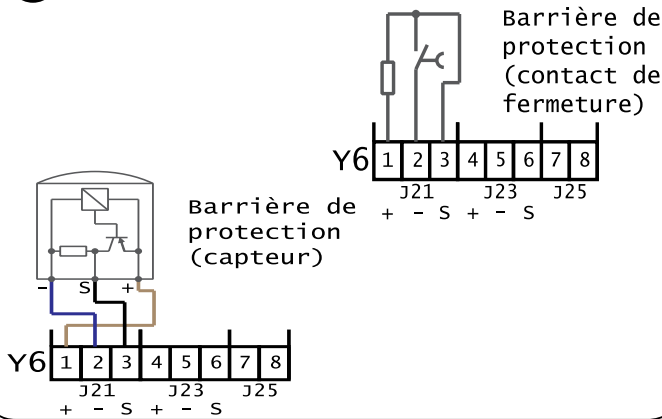 Barrière de
protection
(contact de
fermeture)
Y6 1 2 3 4 5 6 7 8
J21 J23 J25
+ - S + - S
Barrière de
protection
(capteur)
- S +
Y6 1 2 3 4 5 6 7 8
J21 J23 J25
+ - S + - S